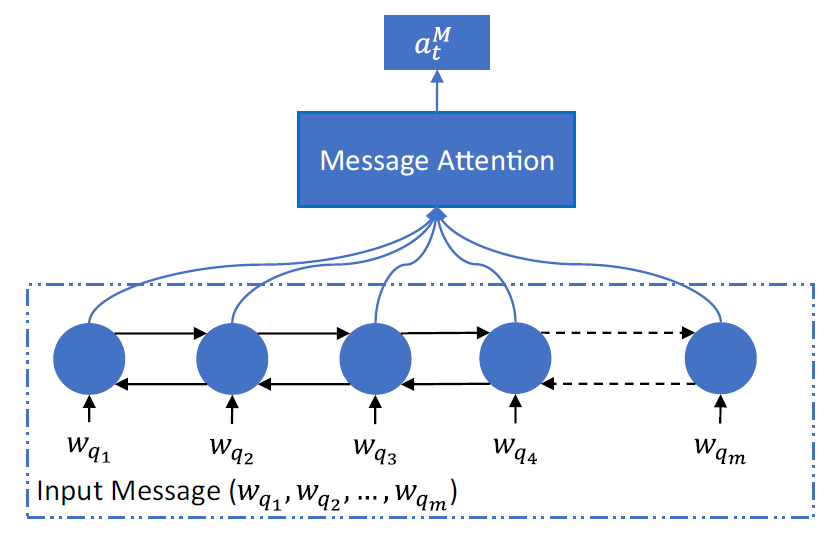 a_t^M
Message Attention
w_{q_1} w_{q_2} w_{q_3} w_{q_4} w_{q_m}
Input Message (w_{q_1}, w_{q_2}, ..., w_{q_m})